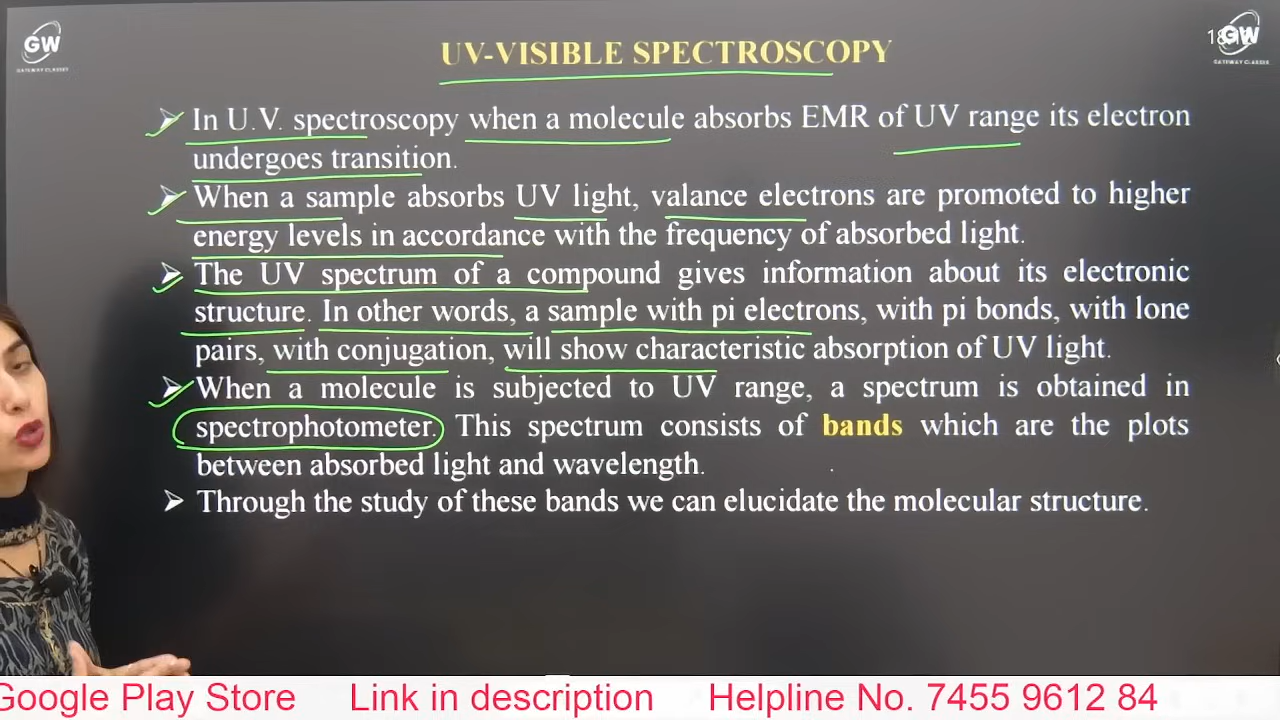 GW
GATEWAY CLASSES
UV-VISIBLE SPECTROSCOPY
GW
GATEWAY CLASSES
➢ In U.V. spectroscopy when a molecule absorbs EMR of UV range its electron
undergoes transition.
➢ When a sample absorbs UV light, valance electrons are promoted to higher
energy levels in accordance with the frequency of absorbed light.
➢ The UV spectrum of a compound gives information about its electronic
structure. In other words, a sample with pi electrons, with pi bonds, with lone
pairs, with conjugation, will show characteristic absorption of UV light.
➢ When a molecule is subjected to UV range, a spectrum is obtained in
spectrophotometer. This spectrum consists of bands which are the plots
between absorbed light and wavelength.
➢ Through the study of these bands we can elucidate the molecular structure.
Google Play Store Link in description Helpline No. 7455 9612 84